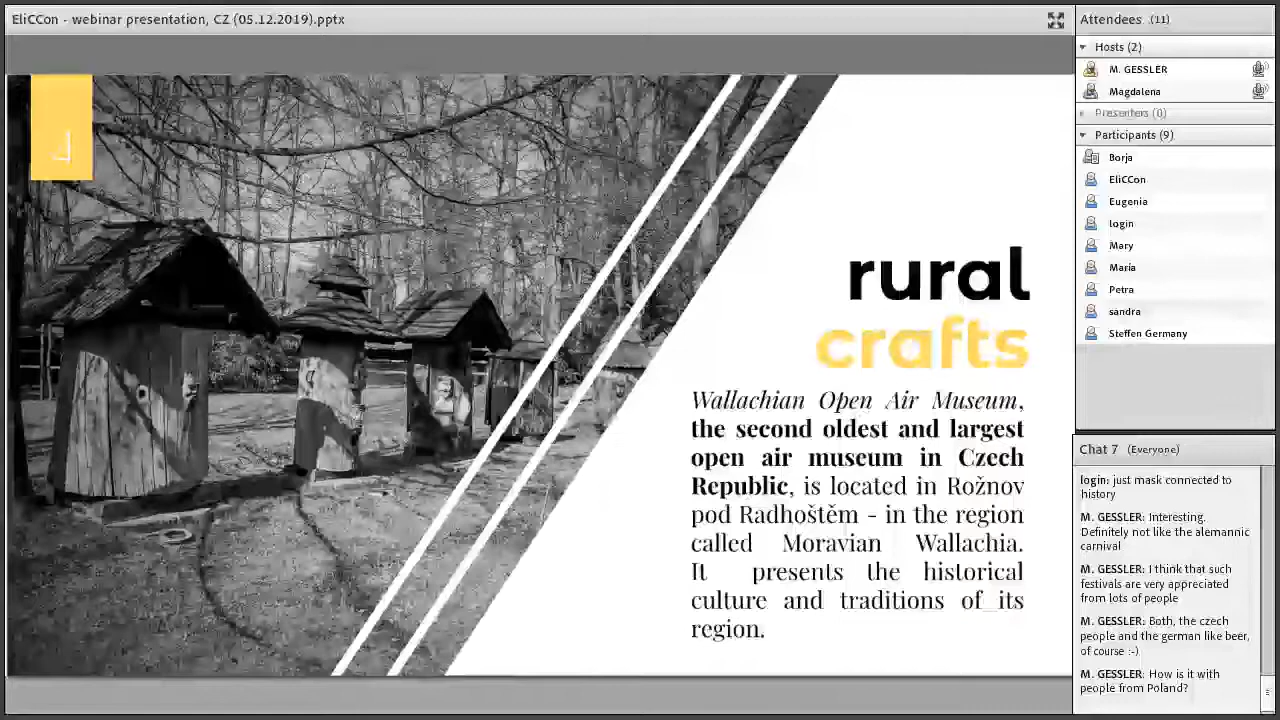 EliCCon - webinar presentation, CZ (05.12.2019).pptx
rural
crafts
Wallachian Open Air Museum,
the second oldest and largest
open air museum in Czech
Republic, is located in Rožnov
pod Radhoštěm - in the region
called Moravian Wallachia.
It presents the historical
culture and traditions of its
region.
Attendees (11)
Hosts (2)
M. GESSLER
Magdalena
Presenters (0)
Participants (9)
Borja
EliCCon
Eugenia
login
Mary
Maria
Petra
sandra
Steffen Germany
Chat 7 (Everyone)
login: just mask connected to
history
M. GESSLER: Interesting.
Definitely not like the alemannic
carnival
M. GESSLER: I think that such
festivals are very appreciated
from lots of people
M. GESSLER: Both, the czech
people and the german like beer,
of course :-)
M. GESSLER: How is it with
people from Poland?